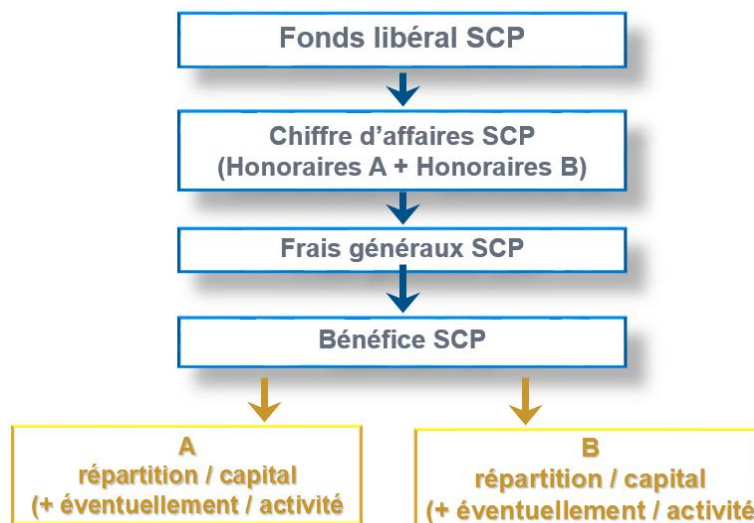 Fonds libéral SCP
Chiffre d’affaires SCP
(Honoraires A + Honoraires B)
Frais généraux SCP
Bénéfice SCP
A
répartition / capital
(+ éventuellement / activité
B
répartition / capital
(+ éventuellement / activité